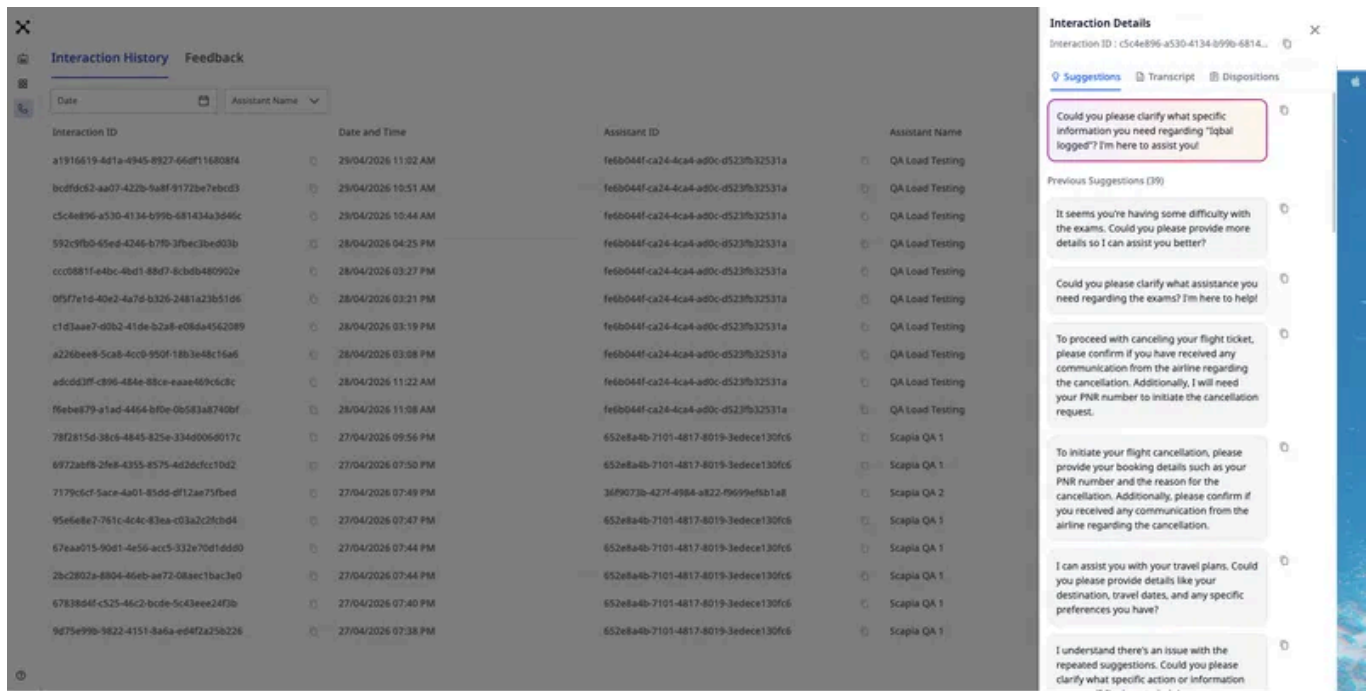 Interaction History Feedback
Date Assistant Name
Interaction ID Date and Time Assistant ID Assistant Name
a1916619-4d1a-4945-8927-66df116808f4 29/04/2026 11:02 AM fe6b044f-ca24-4ca4-ad0c-d523fb32531a QA Load Testing
bcdfdc62-aa07-422b-9a8f-9172be7ebcd3 29/04/2026 10:51 AM fe6b044f-ca24-4ca4-ad0c-d523fb32531a QA Load Testing
c5c4e896-a530-4134-b99b-681434a3d46c 29/04/2026 10:44 AM fe6b044f-ca24-4ca4-ad0c-d523fb32531a QA Load Testing
592c9fb0-65ed-4246-b7f0-3fbec3bed03b 28/04/2026 04:25 PM fe6b044f-ca24-4ca4-ad0c-d523fb32531a QA Load Testing
ccc0881f-e4bc-4bd1-88d7-8cbdb480902e 28/04/2026 03:27 PM fe6b044f-ca24-4ca4-ad0c-d523fb32531a QA Load Testing
0f5f7e1d-40e2-4a7d-b326-2481a23b51d6 28/04/2026 03:21 PM fe6b044f-ca24-4ca4-ad0c-d523fb32531a QA Load Testing
c1d3aae7-d0b2-41de-b2a8-e08da4562089 28/04/2026 03:19 PM fe6b044f-ca24-4ca4-ad0c-d523fb32531a QA Load Testing
a226bee8-5ca8-4cc0-950f-18b3e48c16a6 28/04/2026 03:08 PM fe6b044f-ca24-4ca4-ad0c-d523fb32531a QA Load Testing
adcdd3ff-c896-484e-88ce-eaae469c6c8c 28/04/2026 11:22 AM fe6b044f-ca24-4ca4-ad0c-d523fb32531a QA Load Testing
f6ebe879-a1ad-4464-bf0e-0b583a8740bf 28/04/2026 11:08 AM fe6b044f-ca24-4ca4-ad0c-d523fb32531a QA Load Testing
78f2815d-38c6-4845-825e-334d006d017c 27/04/2026 09:56 PM 652e8a4b-7101-4817-8019-3edece130fc6 Scapia QA 1
6972abf8-2fe8-4355-8575-4d2dcfcc10d2 27/04/2026 07:50 PM 652e8a4b-7101-4817-8019-3edece130fc6 Scapia QA 1
7179c6cf-5ace-4a01-85dd-df12ae75fbed 27/04/2026 07:49 PM 36f9073b-427f-4984-a822-f9699ef6b1a8 Scapia QA 2
95e6e8e7-761c-4c4c-83ea-c03a2c2fcbd4 27/04/2026 07:47 PM 652e8a4b-7101-4817-8019-3edece130fc6 Scapia QA 1
67eaa015-90d1-4e56-acc5-332e70d1ddd0 27/04/2026 07:44 PM 652e8a4b-7101-4817-8019-3edece130fc6 Scapia QA 1
2bc2802a-8804-46eb-ae72-08aec1bac3e0 27/04/2026 07:44 PM 652e8a4b-7101-4817-8019-3edece130fc6 Scapia QA 1
67838d4f-c525-46c2-bcde-5c43eee24f3b 27/04/2026 07:40 PM 652e8a4b-7101-4817-8019-3edece130fc6 Scapia QA 1
9d75e99b-9822-4151-8a6a-ed4f2a25b226 27/04/2026 07:38 PM 652e8a4b-7101-4817-8019-3edece130fc6 Scapia QA 1
Interaction Details
Interaction ID : c5c4e896-a530-4134-b99b-6814...
Suggestions Transcript Dispositions
Could you please clarify what specific
information you need regarding "Iqbal
logged"? I'm here to assist you!
Previous Suggestions (39)
It seems you're having some difficulty with
the exams. Could you please provide more
details so I can assist you better?
Could you please clarify what assistance you
need regarding the exams? I'm here to help!
To proceed with canceling your flight ticket,
please confirm if you have received any
communication from the airline regarding
the cancellation. Additionally, I will need
your PNR number to initiate the cancellation
request.
To initiate your flight cancellation, please
provide your booking details such as your
PNR number and the reason for the
cancellation. Additionally, please confirm if
you received any communication from the
airline regarding the cancellation.
I can assist you with your travel plans. Could
you please provide details like your
destination, travel dates, and any specific
preferences you have?
I understand there's an issue with the
repeated suggestions. Could you please
clarify what specific action or information